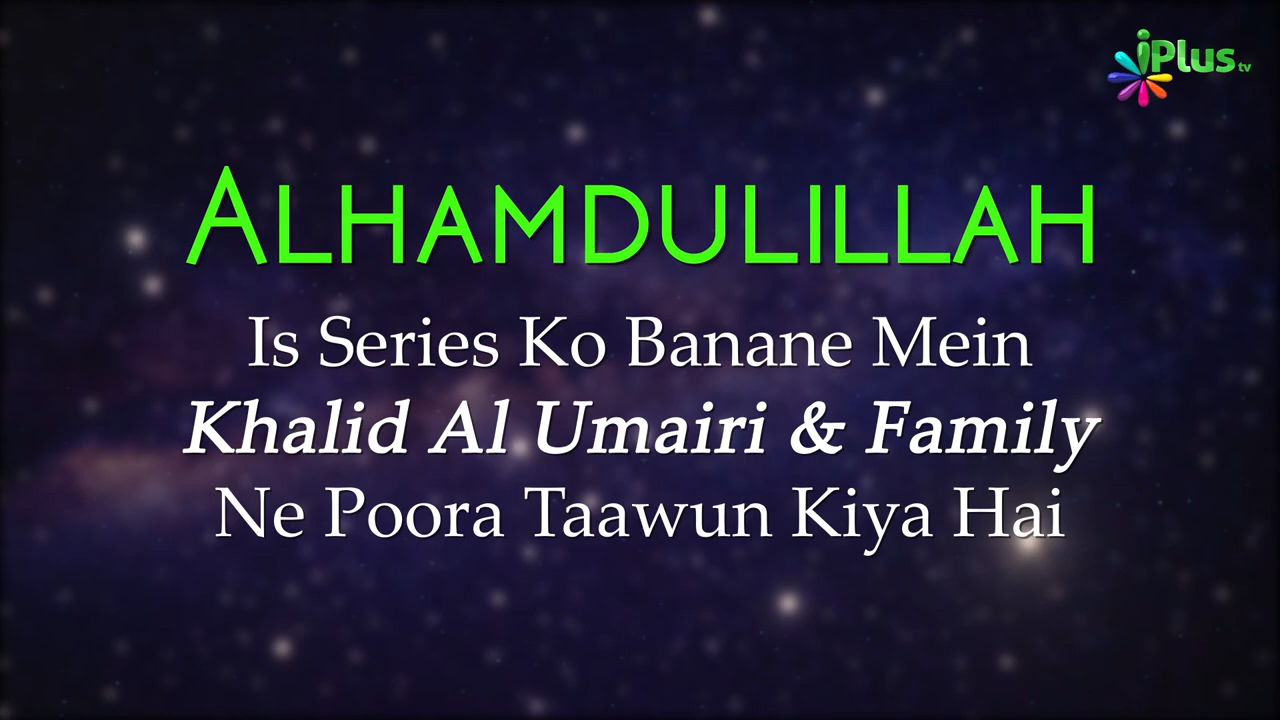 iPlus tv
ALHAMDULILLAH
Is Series Ko Banane Mein
Khalid Al Umairi & Family
Ne Poora Taawun Kiya Hai